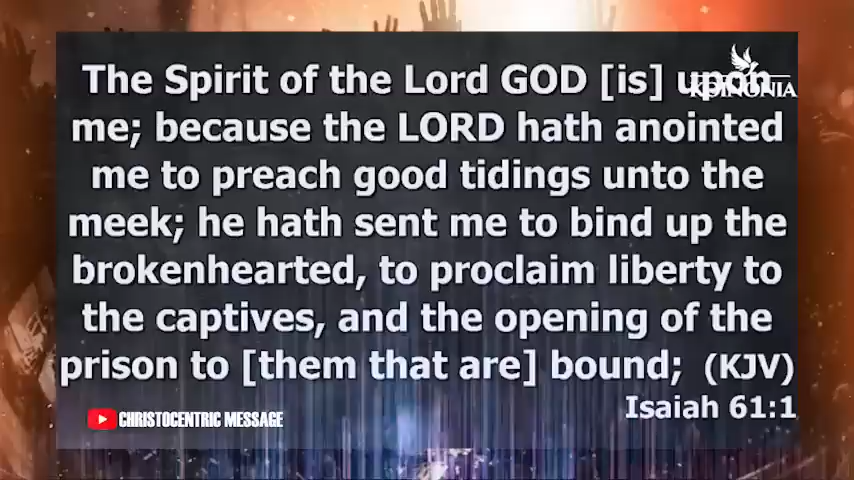 The Spirit of the Lord GOD [is] upon
KOINONIA
me; because the LORD hath anointed
me to preach good tidings unto the
meek; he hath sent me to bind up the
brokenhearted, to proclaim liberty to
the captives, and the opening of the
prison to [them that are] bound; (KJV)
Isaiah 61:1
CHRISTOCENTRIC MESSAGE